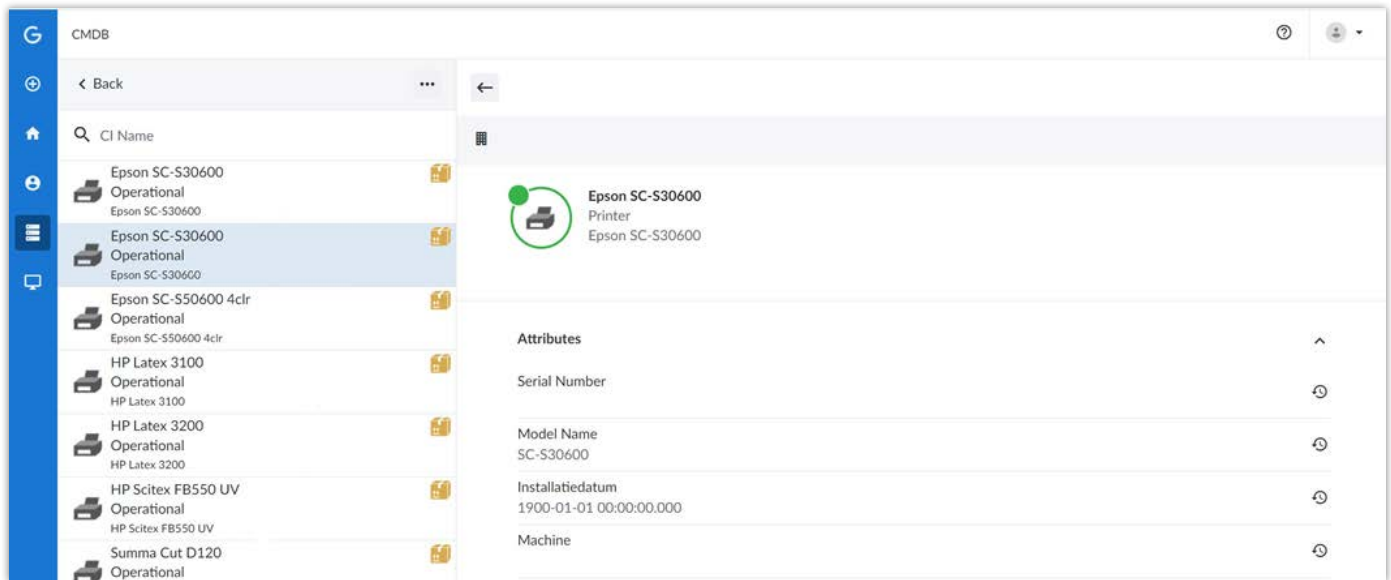 G
CMDB
Back
CI Name
Epson SC-S30600
Operational
Epson SC-S30600
Epson SC-S30600
Operational
Epson SC-S30600
Epson SC-S50600 4clr
Operational
Epson SC-S50600 4clr
HP Latex 3100
Operational
HP Latex 3100
HP Latex 3200
Operational
HP Latex 3200
HP Scitex FB550 UV
Operational
HP Scitex FB550 UV
Summa Cut D120
Operational
Epson SC-S30600
Printer
Epson SC-S30600
Attributes
Serial Number
Model Name
SC-S30600
Installatiedatum
1900-01-01 00:00:00.000
Machine